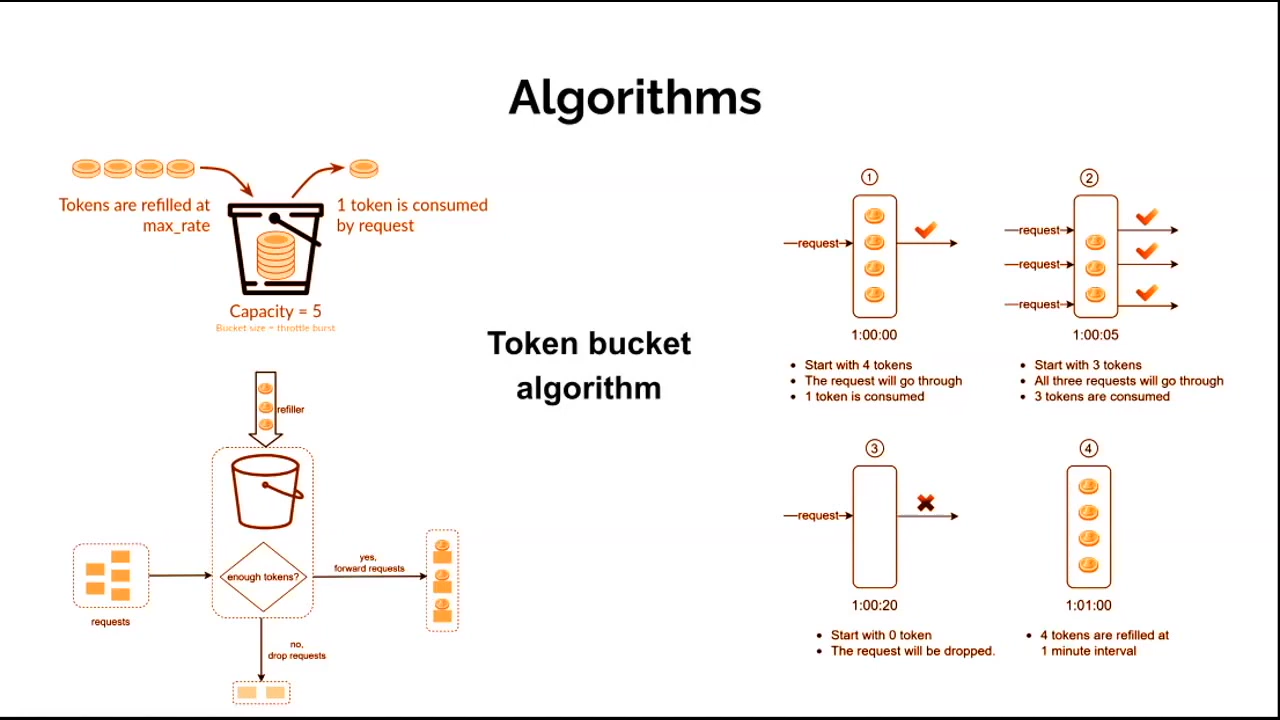 Algorithms
Tokens are refilled at
max_rate
1 token is consumed
by request
Capacity = 5
Bucket size = throttle burst
refiller
enough tokens?
requests
yes,
forward requests
no,
drop requests
Token bucket
algorithm
1
request
1:00:00
• Start with 4 tokens
• The request will go through
• 1 token is consumed
2
request
request
request
1:00:05
• Start with 3 tokens
• All three requests will go through
• 3 tokens are consumed
3
request
1:00:20
• Start with 0 token
• The request will be dropped.
4
1:01:00
• 4 tokens are refilled at
1 minute interval